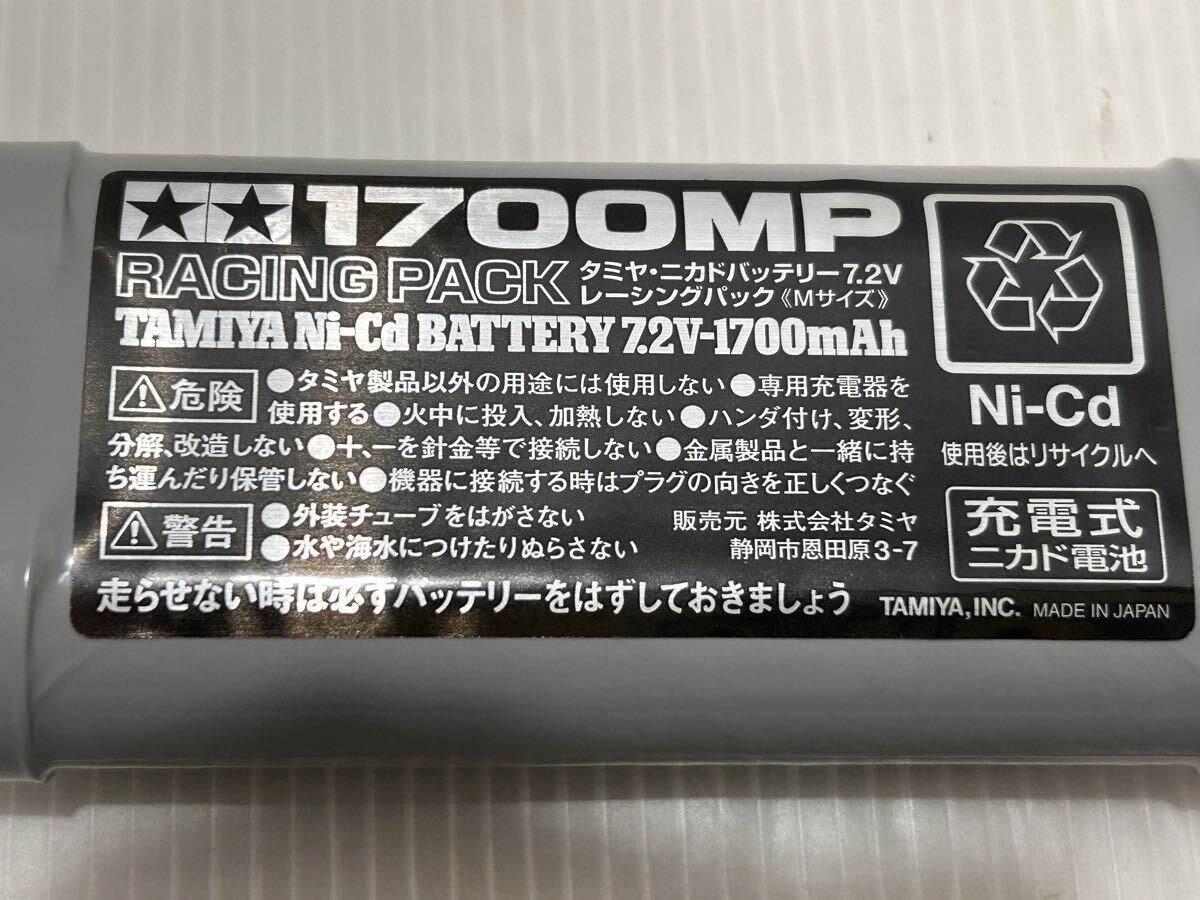 1700MP
RACING PACK タミヤ・ニカドバッテリー7.2V
レーシングパック《Mサイズ》
TAMIYA Ni-Cd BATTERY 7.2V-1700mAh
危険 ●タミヤ製品以外の用途には使用しない ●専用充電器を
使用する ●火中に投入、加熱しない ●ハンダ付け、変形、
分解、改造しない ●＋、－を針金等で接続しない ●金属製品と一緒に持
ち運んだり保管しない ●機器に接続する時はプラグの向きを正しくつなぐ
警告 ●外装チューブをはがさない
●水や海水につけたりぬらさない
販売元 株式会社タミヤ
静岡市恩田原3-7
走らせない時は必ずバッテリーをはずしておきましょう
TAMIYA, INC. MADE IN JAPAN
Ni-Cd
使用後はリサイクルへ
充電式
ニカド電池